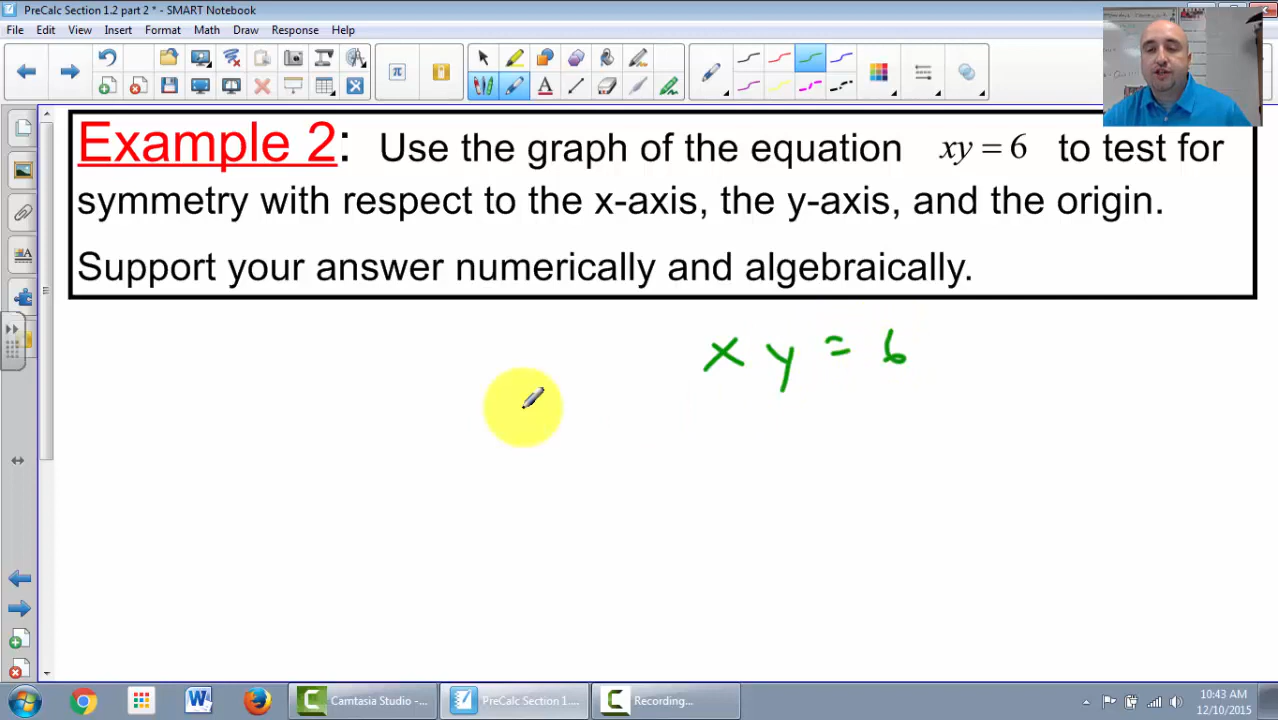 PreCalc Section 1.2 part 2 * - SMART Notebook
File Edit View Insert Format Math Draw Response Help
Example 2: Use the graph of the equation xy = 6 to test for
symmetry with respect to the x-axis, the y-axis, and the origin.
Support your answer numerically and algebraically.
x y = 6
Camtasia Studio -... PreCalc Section 1.... Recording...
10:43 AM
12/10/2015